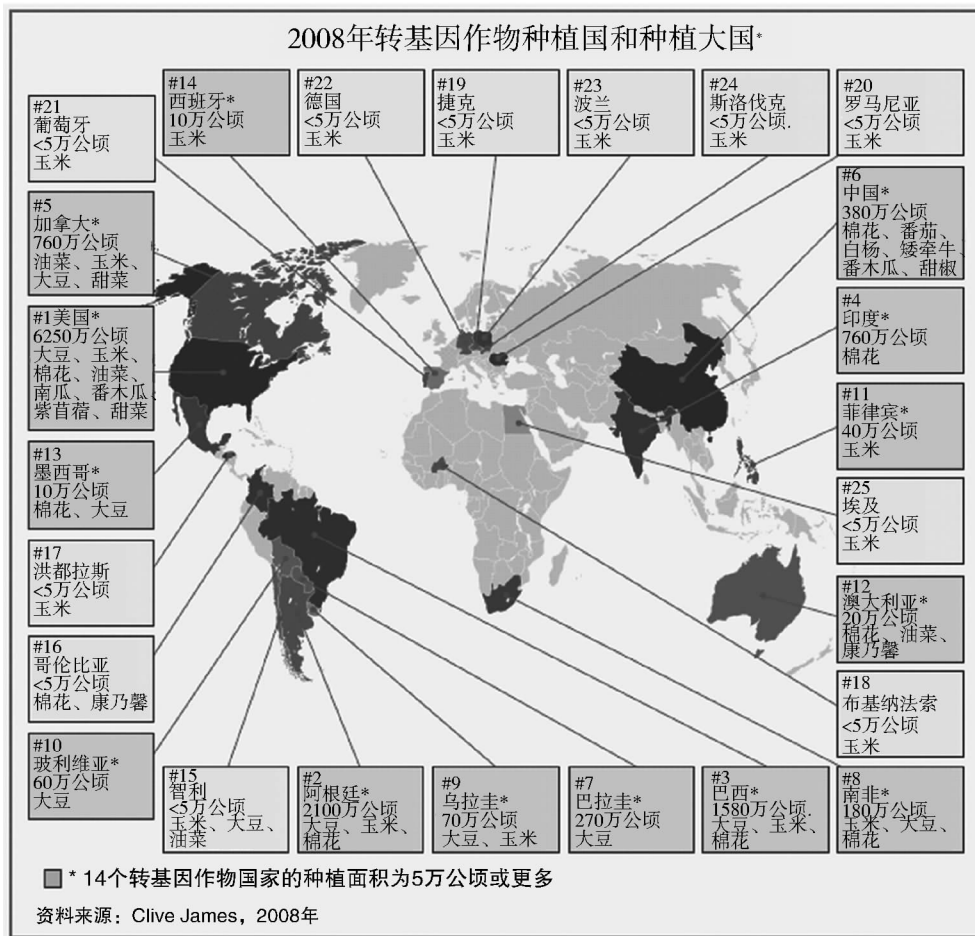 2008年转基因作物种植国和种植大国*
#21
葡萄牙
<5万公顷
玉米
#14
西班牙*
10万公顷
玉米
#22
德国
<5万公顷
玉米
#19
捷克
<5万公顷
玉米
#23
波兰
<5万公顷
玉米
#24
斯洛伐克
<5万公顷.
玉米
#20
罗马尼亚
<5万公顷
玉米
#5
加拿大*
760万公顷
油菜、玉米、
大豆、甜菜
#1美国*
6250万公顷
大豆、玉米、
棉花、油菜、
南瓜、番木瓜、
紫苜蓿、甜菜
#13
墨西哥*
10万公顷
棉花、大豆
#17
洪都拉斯
<5万公顷
玉米
#16
哥伦比亚
<5万公顷
棉花、康乃馨
#10
玻利维亚*
60万公顷
大豆
#6
中国*
380万公顷
棉花、番茄、
白杨、矮牵牛、
番木瓜、甜椒
#4
印度*
760万公顷
棉花
#11
菲律宾*
40万公顷
玉米
#25
埃及
<5万公顷
玉米
#12
澳大利亚*
20万公顷
棉花、油菜、
康乃馨
#18
布基纳法索
<5万公顷
玉米
#15
智利
<5万公顷
玉米、大豆、
油菜
#2
阿根廷*
2100万公顷
大豆、玉米、
棉花
#9
乌拉圭*
70万公顷
大豆、玉米
#7
巴拉圭*
270万公顷
大豆
#3
巴西*
1580万公顷.
大豆、玉米、
棉花
#8
南非*
180万公顷
玉米、大豆、
棉花
* 14个转基因作物国家的种植面积为5万公顷或更多
资料来源：Clive James，2008年